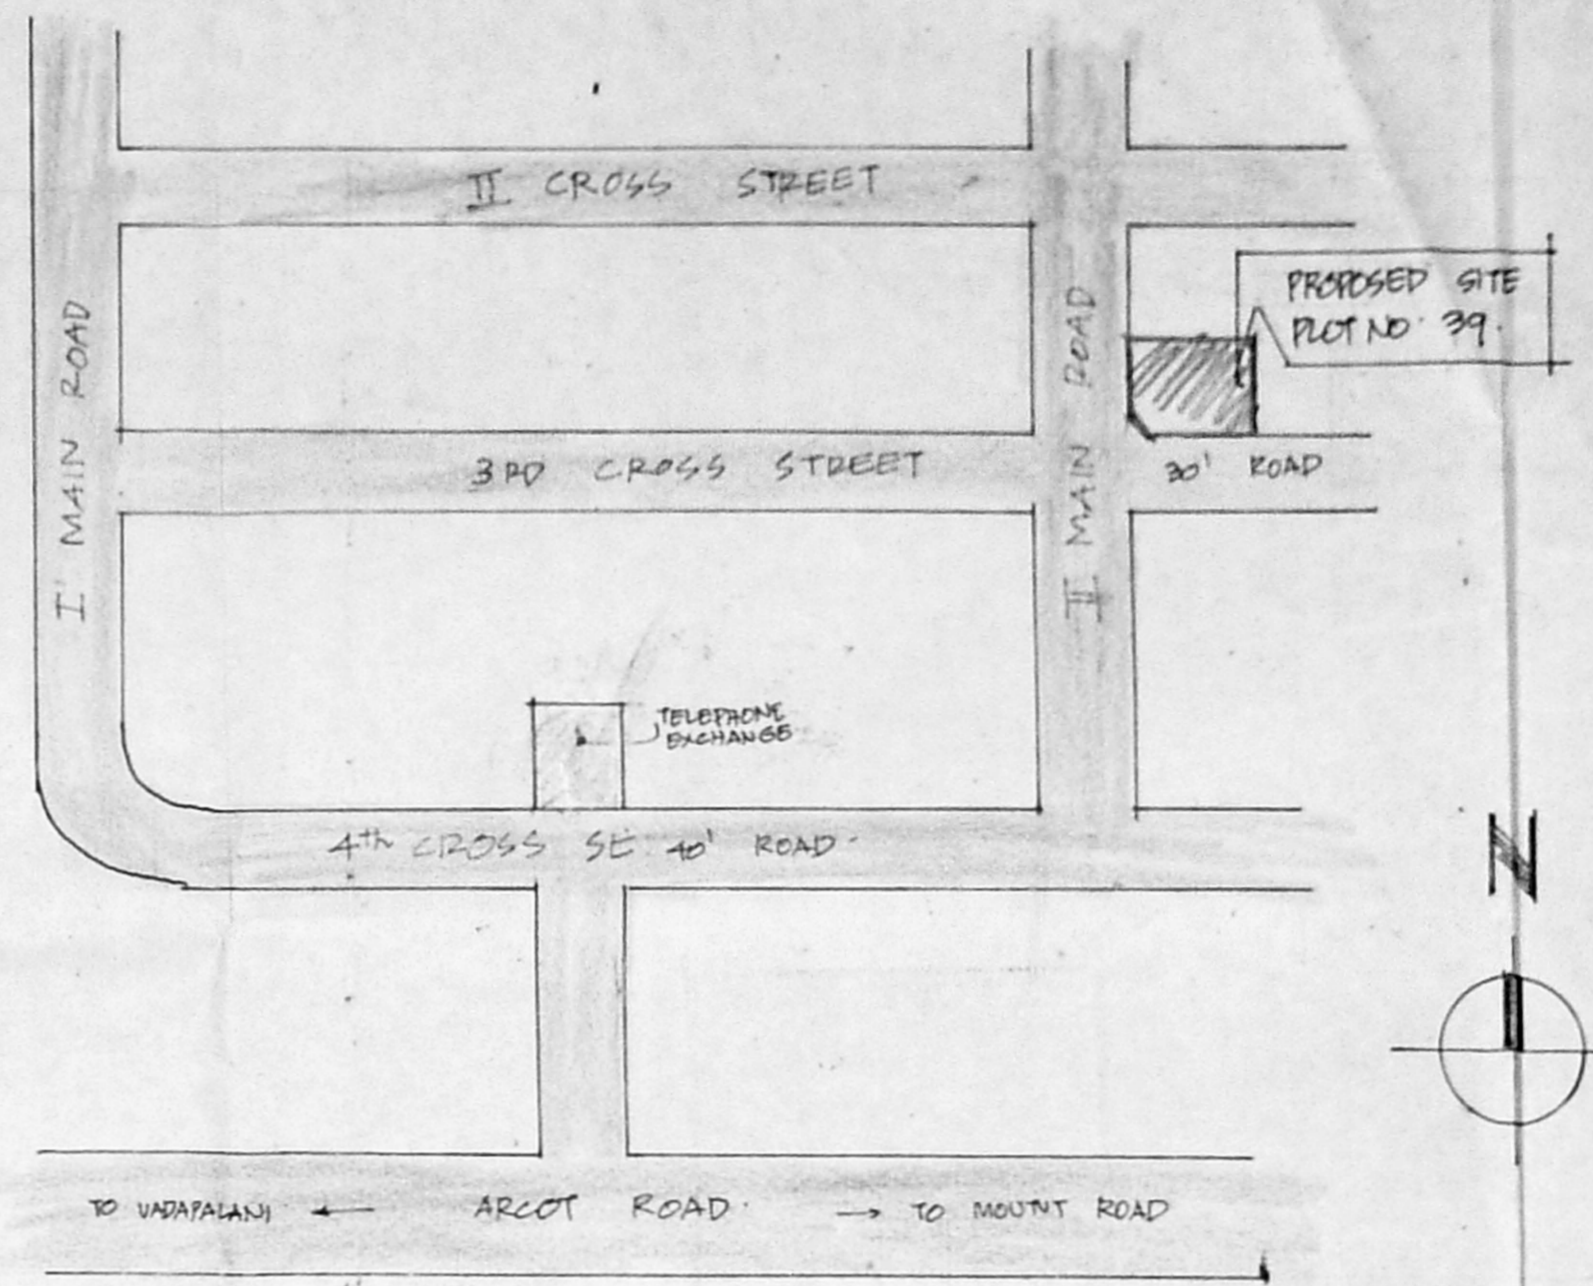 II CROSS STREET
PROPOSED SITE
PLOT NO. 39.
I MAIN ROAD
II MAIN ROAD
3RD CROSS STREET
30' ROAD
TELEPHONE
EXCHANGE
4th CROSS St. 40' ROAD.
N
TO VADAPALANI ← ARCOT ROAD. → TO MOUNT ROAD